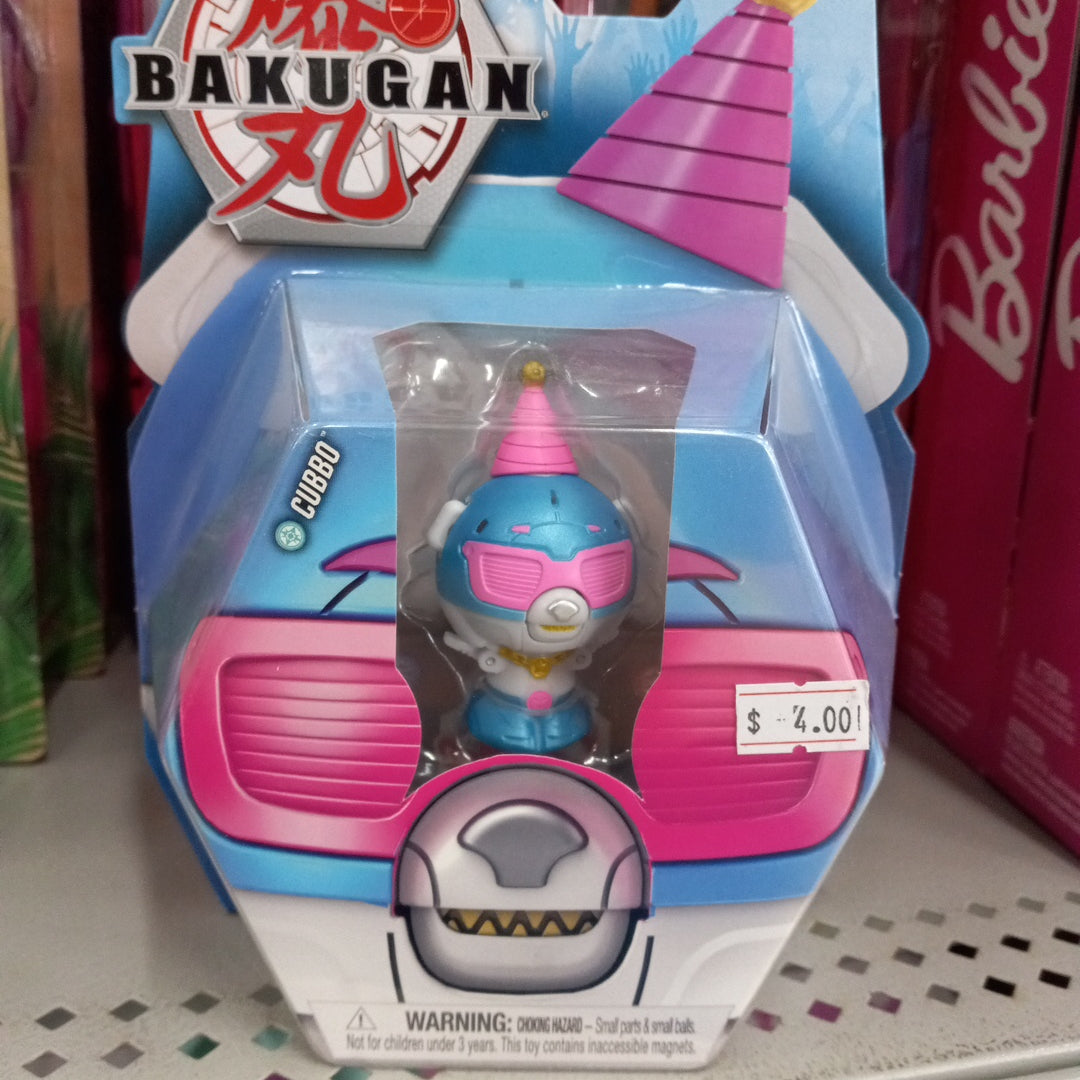 爆
BAKUGAN
丸
Barbie
CUBBO™
$ - 4.00
WARNING: CHOKING HAZARD – Small parts & small balls.
Not for children under 3 years. This toy contains inaccessible magnets.